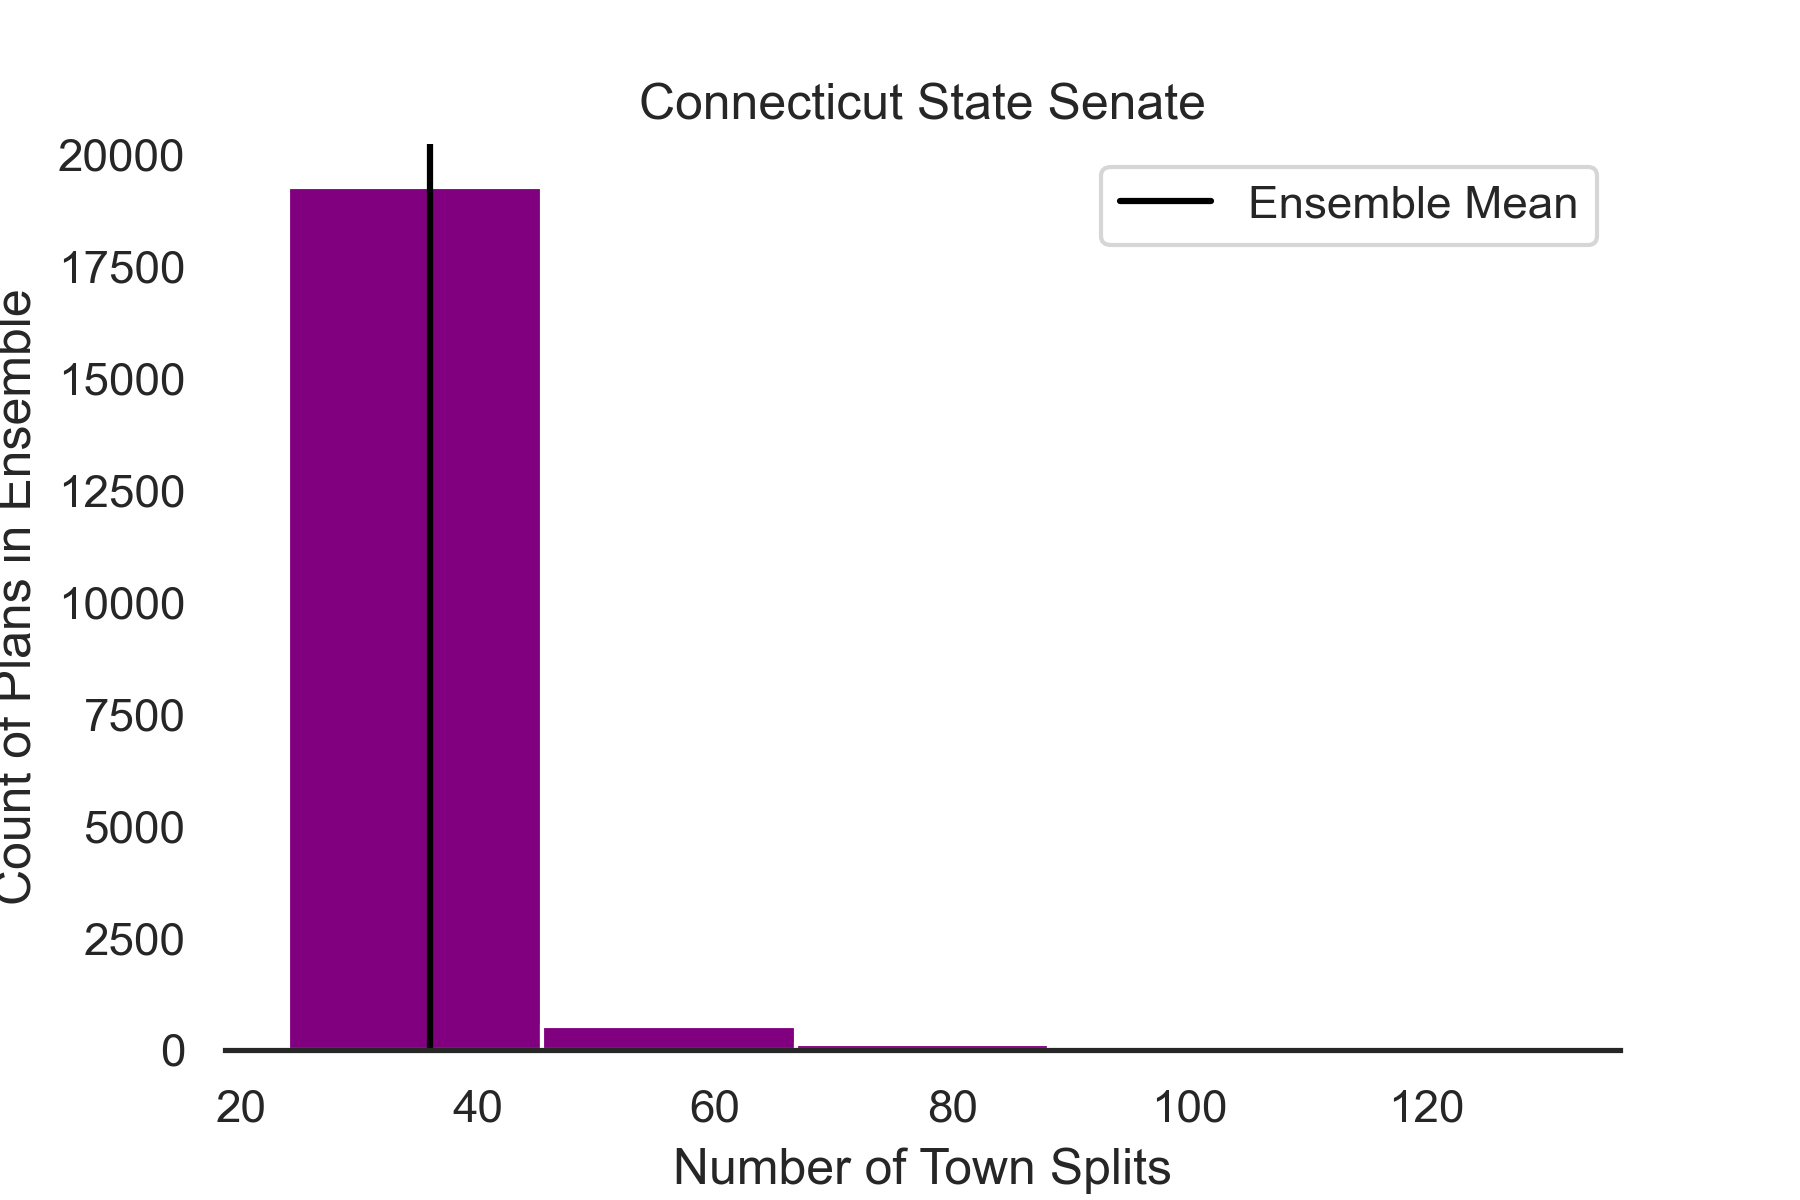 Connecticut State Senate
20000
17500
15000
12500
10000
7500
5000
2500
0
Count of Plans in Ensemble
Ensemble Mean
20 40 60 80 100 120
Number of Town Splits